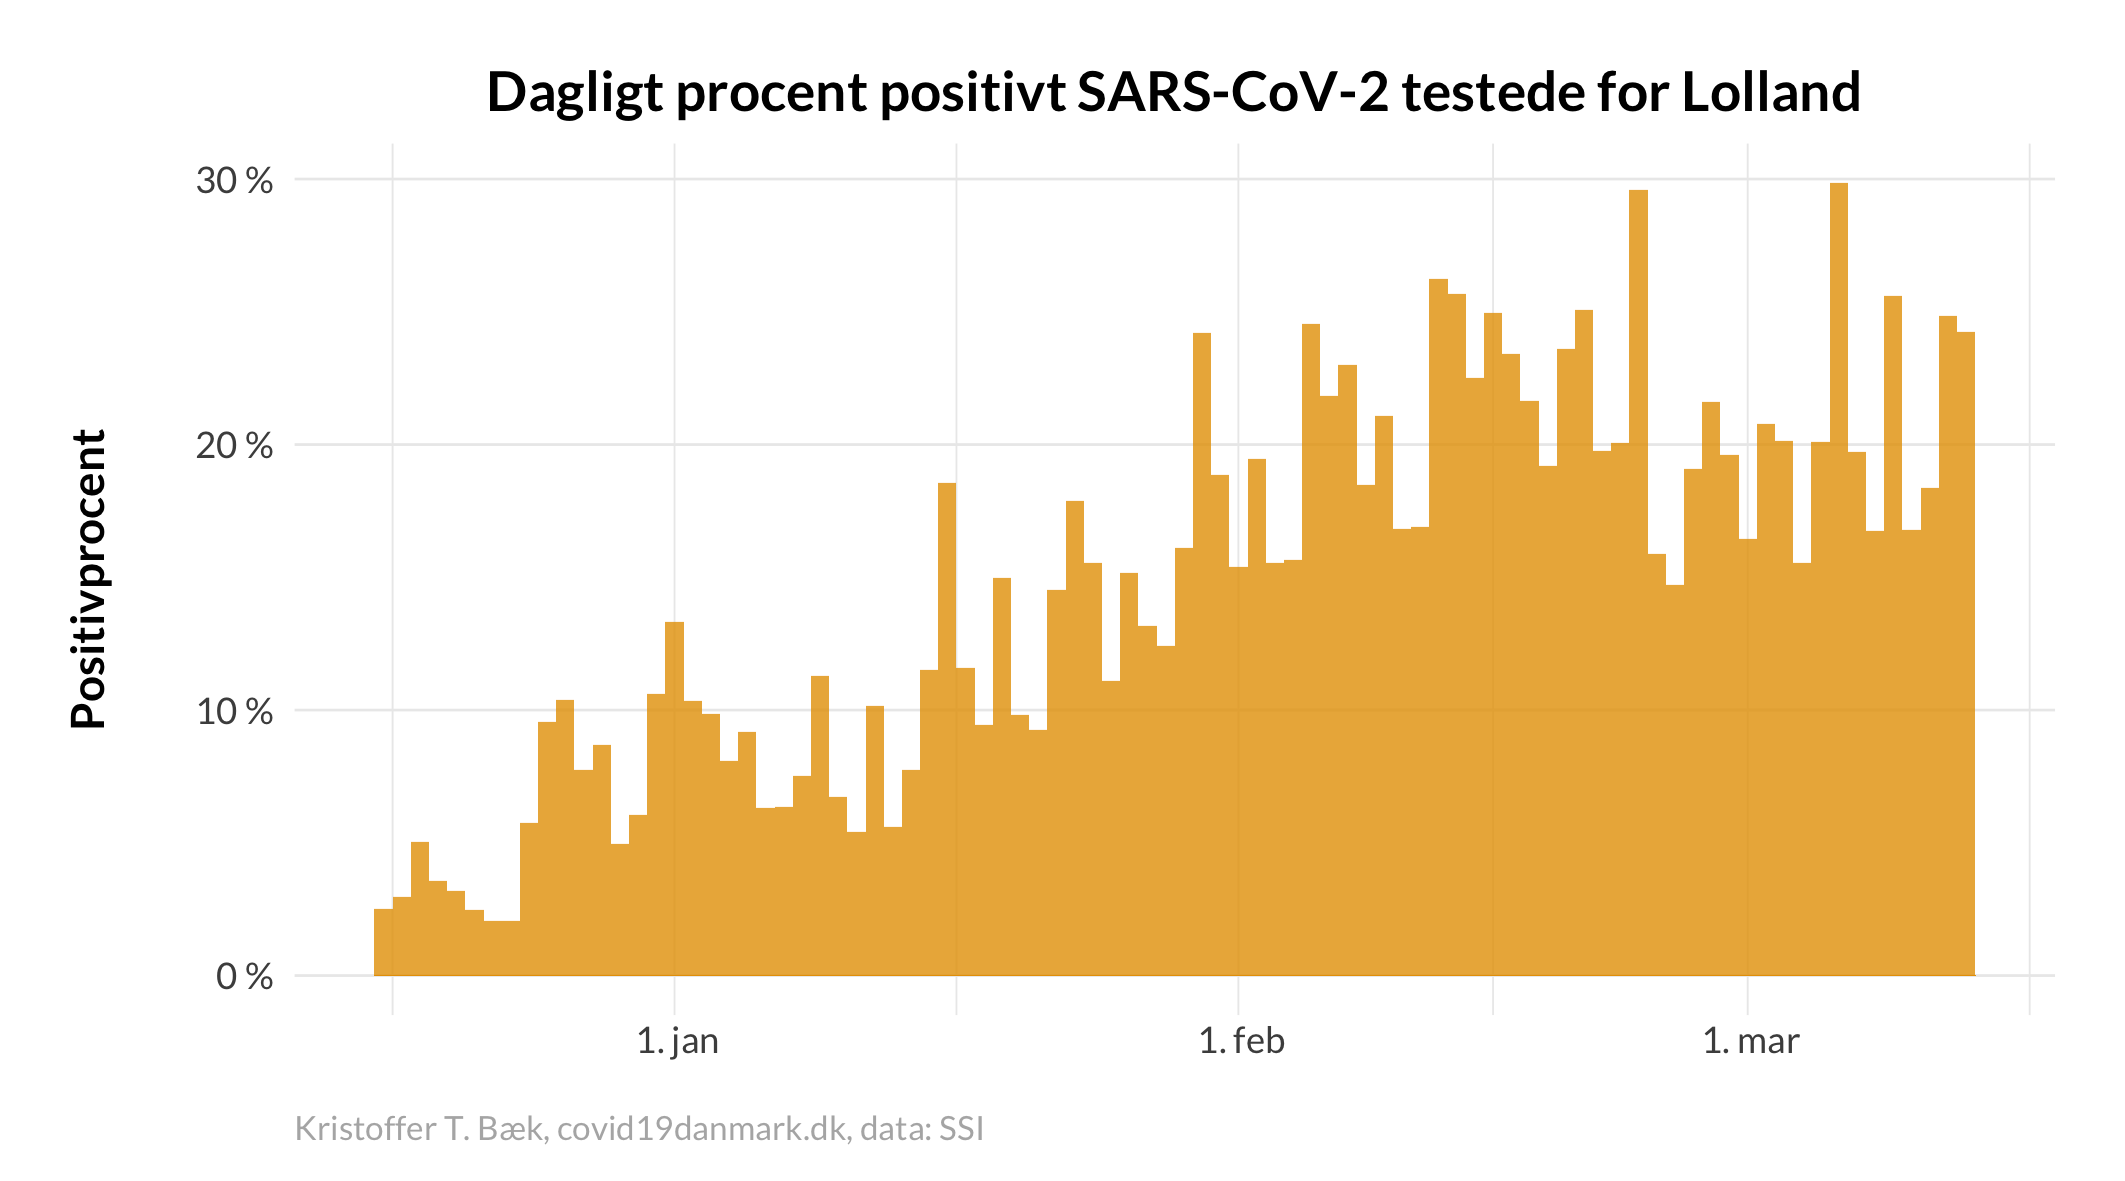 Dagligt procent positivt SARS-CoV-2 testede for Lolland
Positivprocent
30 %
20 %
10 %
0 %
1. jan
1. feb
1. mar
Kristoffer T. Bæk, covid19danmark.dk, data: SSI